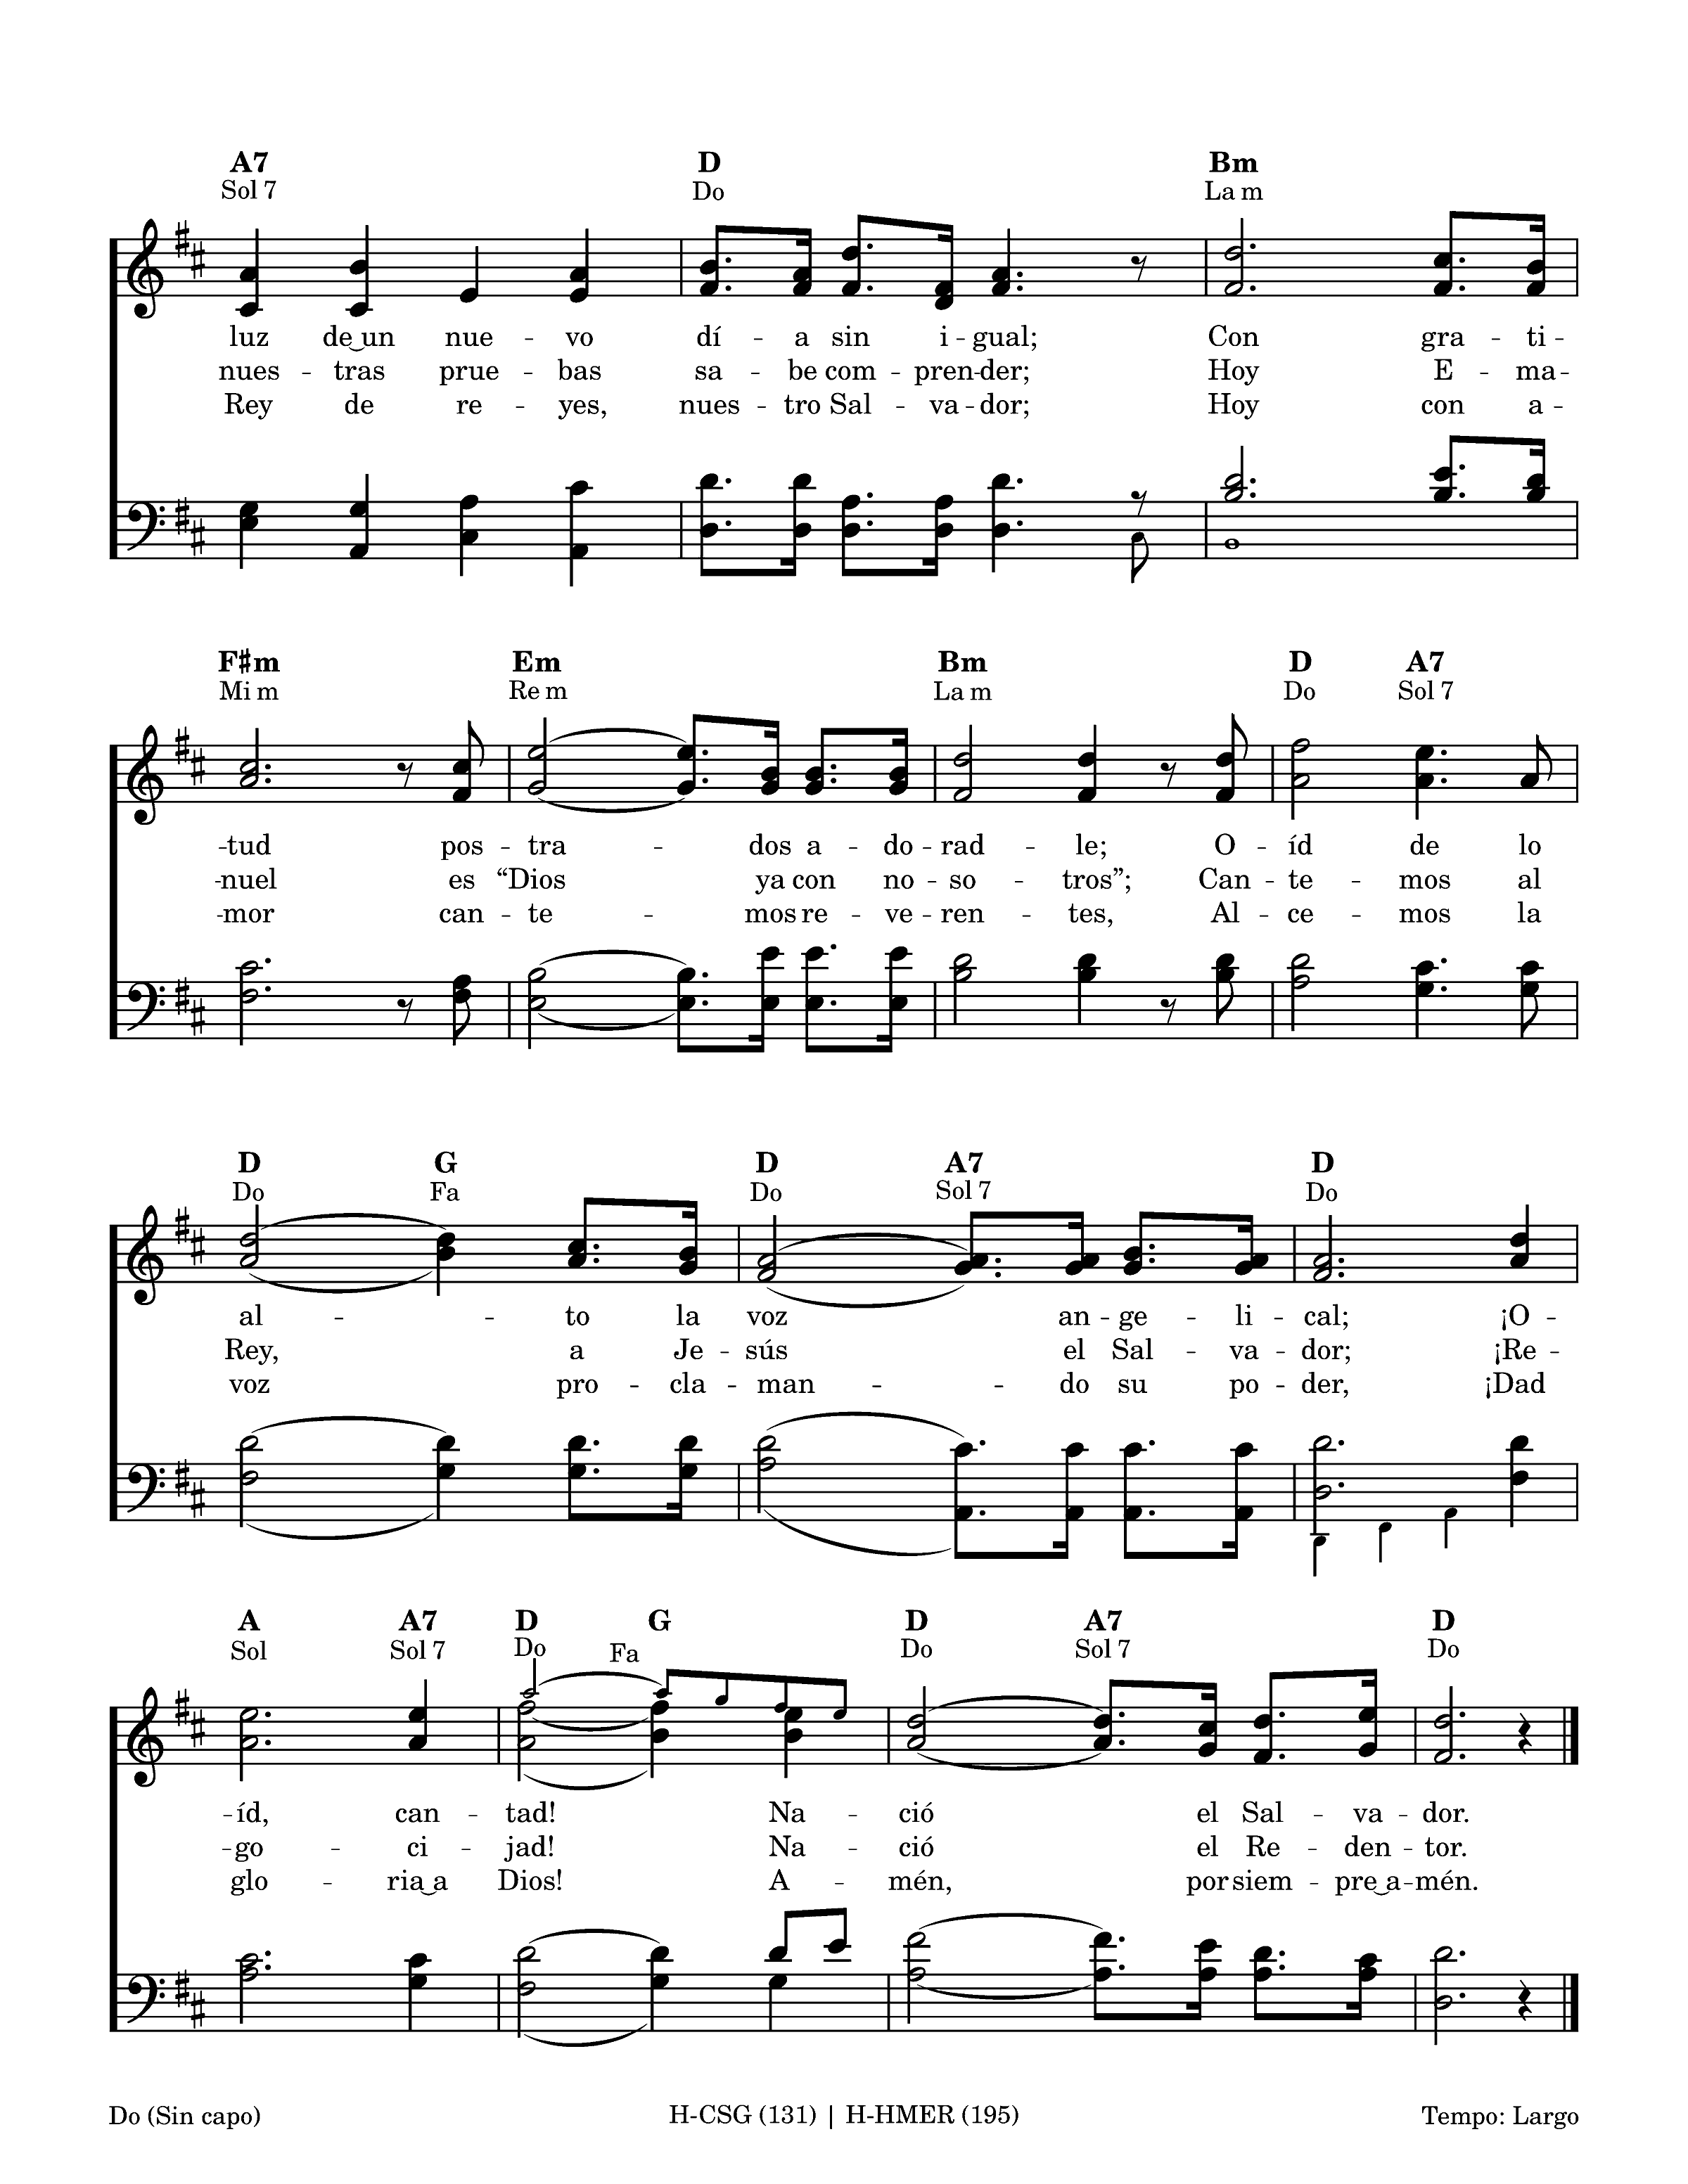 A7 D Bm
Sol 7 Do La m
luz de‿un nue -- vo dí -- a sin i -- gual; Con gra -- ti --
nues -- tras prue -- bas sa -- be com -- pren -- der; Hoy E -- ma --
Rey de re -- yes, nues -- tro Sal -- va -- dor; Hoy con a --
F♯m Em Bm D A7
Mi m Re m La m Do Sol 7
-- tud pos -- tra -- dos a -- do -- rad -- le; O -- íd de lo
-- nuel es “Dios ya con no -- so -- tros”; Can -- te -- mos al
-- mor can -- te -- mos re -- ve -- ren -- tes, Al -- ce -- mos la
D G D A7 D
Do Fa Do Sol 7 Do
al -- to la voz an -- ge -- li -- cal; ¡O --
Rey, a Je -- sús el Sal -- va -- dor; ¡Re --
voz pro -- cla -- man -- do su po -- der, ¡Dad
A A7 D G D A7 D
Sol Sol 7 Do Fa Do Sol 7 Do
-- íd, can -- tad! Na -- ció el Sal -- va -- dor.
-- go -- ci -- jad! Na -- ció el Re -- den -- tor.
glo -- ria‿a Dios! A -- mén, por siem -- pre‿a -- mén.
Do (Sin capo) H-CSG (131) | H-HMER (195) Tempo: Largo